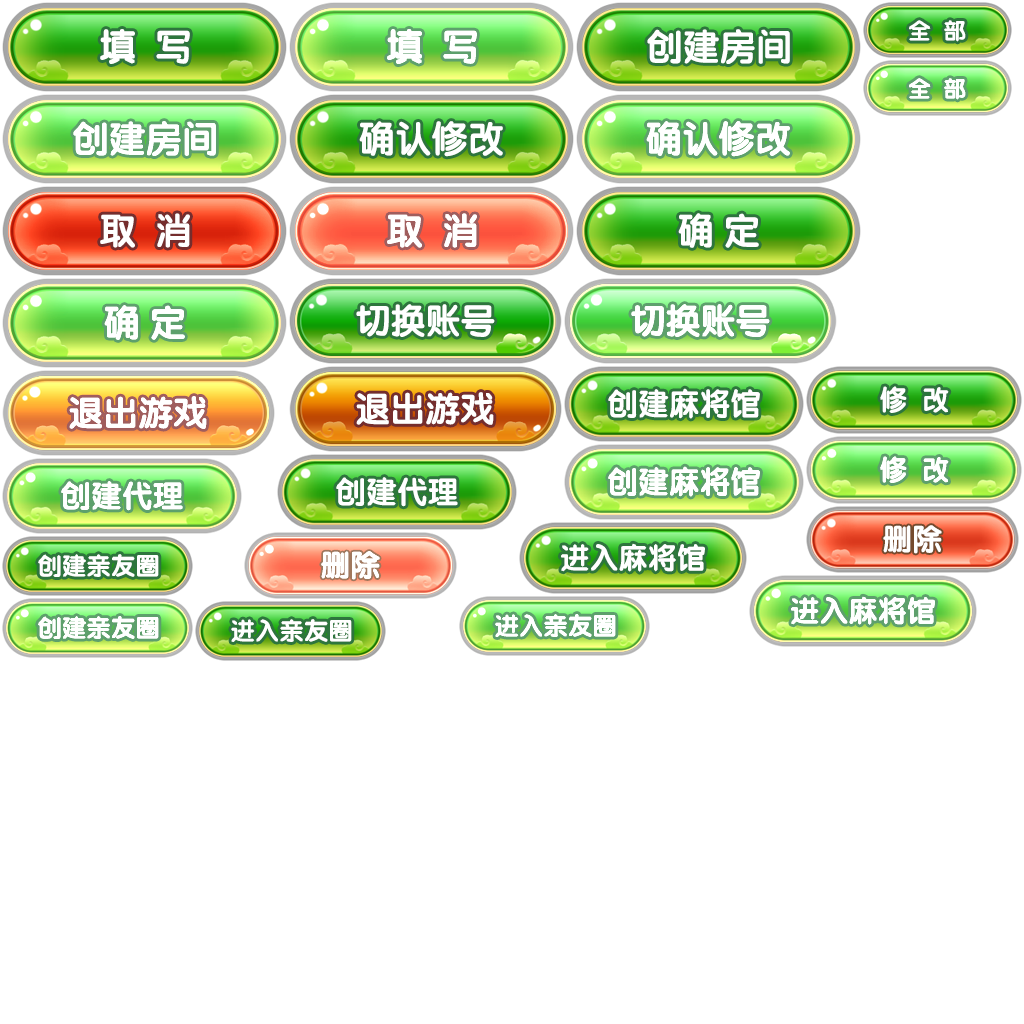 填 写
填 写
创建房间
全 部
全 部
创建房间
确认修改
确认修改
取 消
取 消
确 定
确 定
切换账号
切换账号
退出游戏
退出游戏
创建麻将馆
修 改
创建代理
创建代理
创建麻将馆
修 改
创建亲友圈
删除
进入麻将馆
删除
创建亲友圈
进入亲友圈
进入亲友圈
进入麻将馆